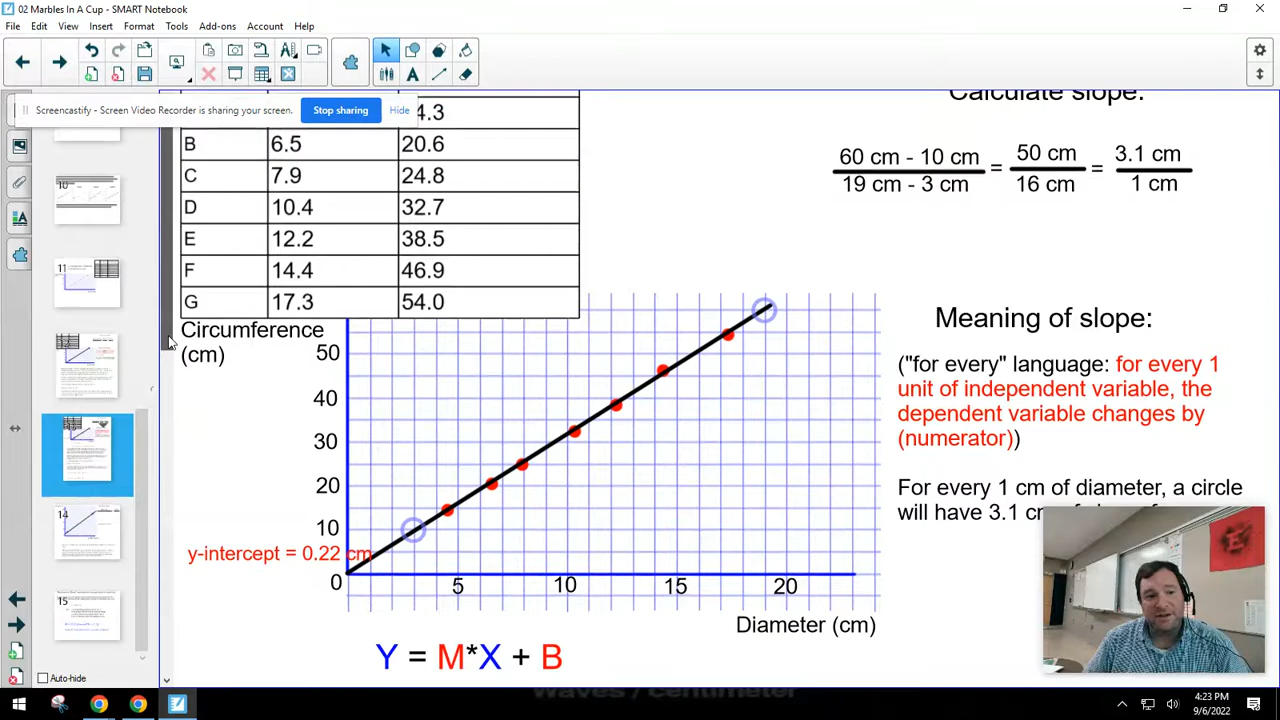 02 Marbles In A Cup - SMART Notebook
File Edit View Insert Format Tools Add-ons Account Help
Screencastify - Screen Video Recorder is sharing your screen. Stop sharing Hide
4.3
B 6.5 20.6
C 7.9 24.8
D 10.4 32.7
E 12.2 38.5
F 14.4 46.9
G 17.3 54.0
Calculate slope:
60 cm - 10 cm
19 cm - 3 cm
=
50 cm
16 cm
=
3.1 cm
1 cm
Circumference
(cm)
50
40
30
20
10
0
5 10 15 20
y-intercept = 0.22 cm
Diameter (cm)
Y = M*X + B
Meaning of slope:
("for every" language: for every 1
unit of independent variable, the
dependent variable changes by
(numerator))
For every 1 cm of diameter, a circle
will have 3.1 cm
10
11
14
15
Auto-hide
Waves / Centimeter
4:23 PM
9/6/2022